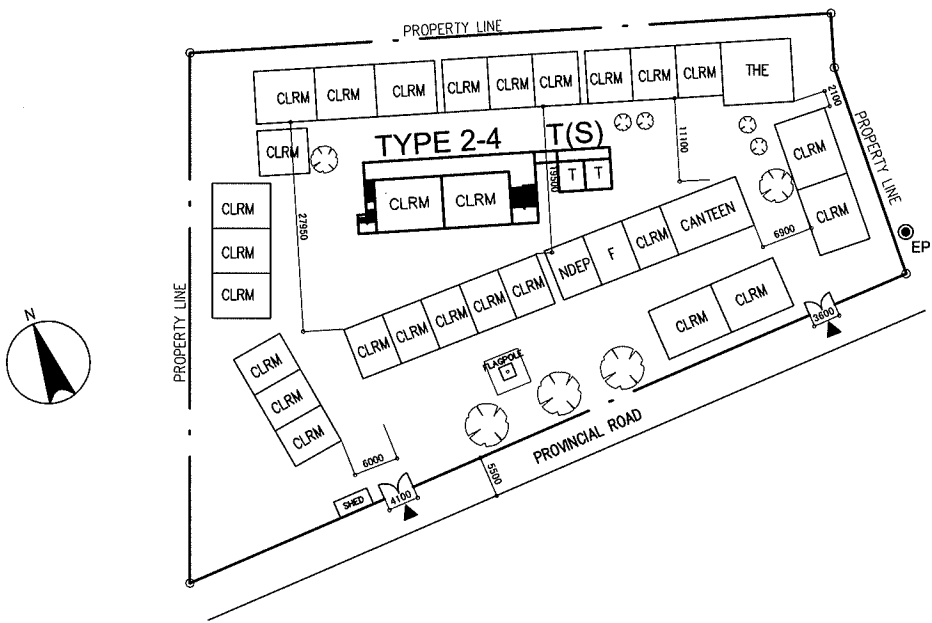 PROPERTY LINE
CLRM CLRM CLRM CLRM CLRM CLRM CLRM CLRM CLRM THE
2100
PROPERTY LINE
CLRM
TYPE 2-4
T(S)
11100
CLRM
CLRM
CLRM
CLRM
T T
19500
CLRM
CLRM
CLRM
CLRM
27950
CLRM CLRM CLRM CLRM CLRM NDEP F CLRM CANTEEN
6900
EP
PROPERTY LINE
N
CLRM CLRM
3600
CLRM
CLRM
CLRM
FLAGPOLE
6000
PROVINCIAL ROAD
5500
SHED
4100